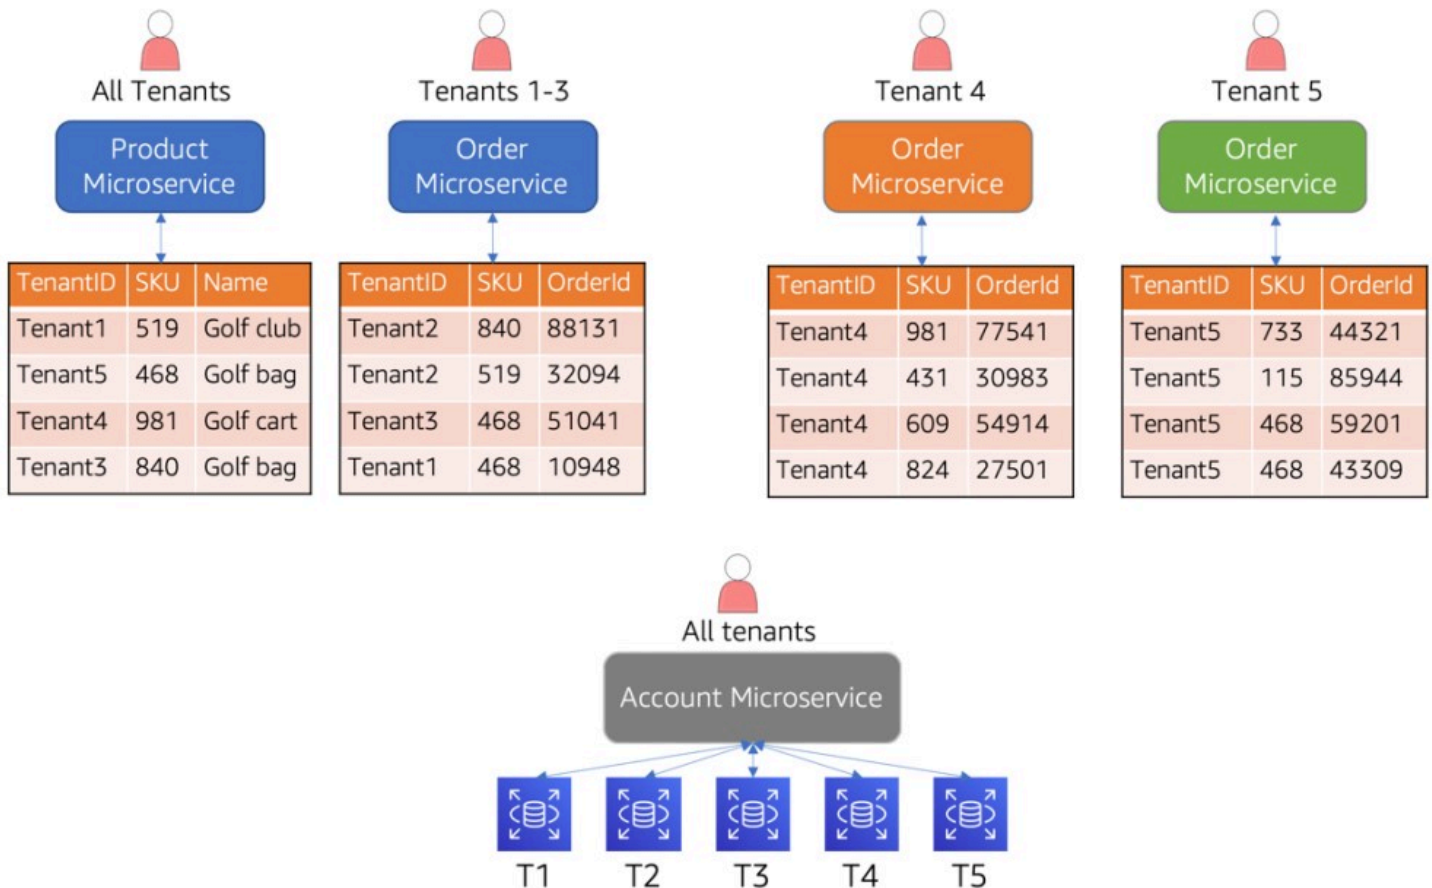 All Tenants
Product
Microservice
TenantID SKU Name
Tenant1 519 Golf club
Tenant5 468 Golf bag
Tenant4 981 Golf cart
Tenant3 840 Golf bag
Tenants 1-3
Order
Microservice
TenantID SKU OrderId
Tenant2 840 88131
Tenant2 519 32094
Tenant3 468 51041
Tenant1 468 10948
Tenant 4
Order
Microservice
TenantID SKU OrderId
Tenant4 981 77541
Tenant4 431 30983
Tenant4 609 54914
Tenant4 824 27501
Tenant 5
Order
Microservice
TenantID SKU OrderId
Tenant5 733 44321
Tenant5 115 85944
Tenant5 468 59201
Tenant5 468 43309
All tenants
Account Microservice
T1 T2 T3 T4 T5